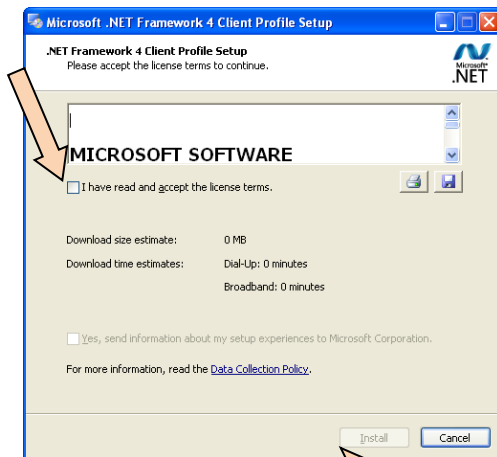 Microsoft .NET Framework 4 Client Profile Setup
.NET Framework 4 Client Profile Setup
Please accept the license terms to continue.
Microsoft®
.NET
MICROSOFT SOFTWARE
I have read and accept the license terms.
Download size estimate: 0 MB
Download time estimates: Dial-Up: 0 minutes
Broadband: 0 minutes
Yes, send information about my setup experiences to Microsoft Corporation.
For more information, read the Data Collection Policy.
Install Cancel